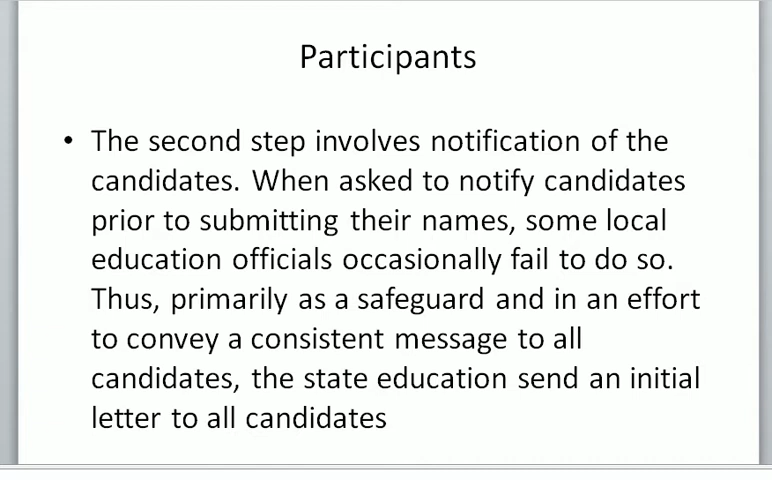 Participants
• The second step involves notification of the
candidates. When asked to notify candidates
prior to submitting their names, some local
education officials occasionally fail to do so.
Thus, primarily as a safeguard and in an effort
to convey a consistent message to all
candidates, the state education send an initial
letter to all candidates